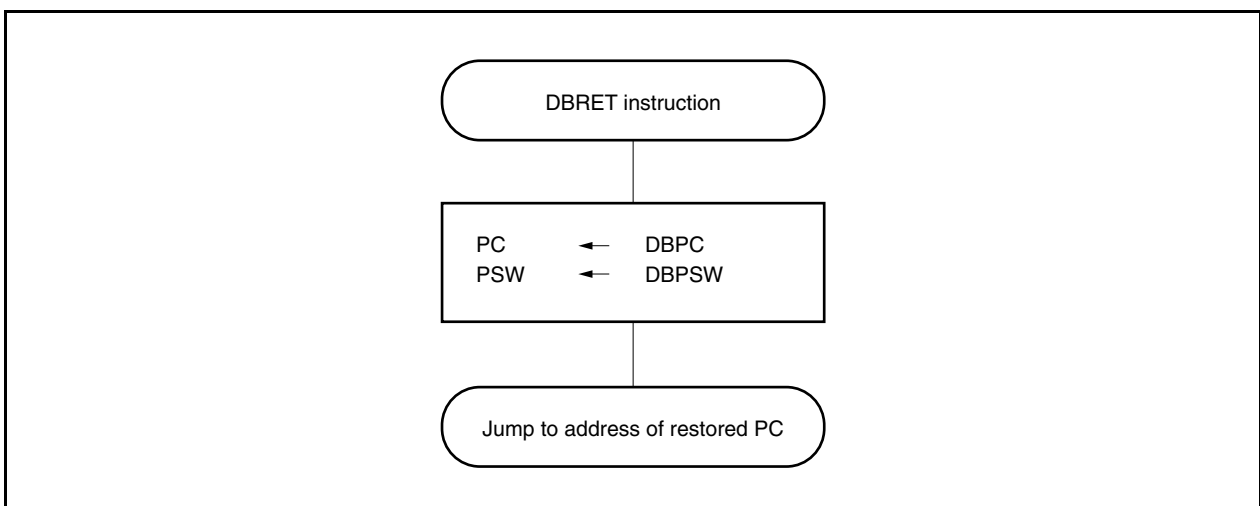 DBRET instruction
PC ← DBPC
PSW ← DBPSW
Jump to address of restored PC